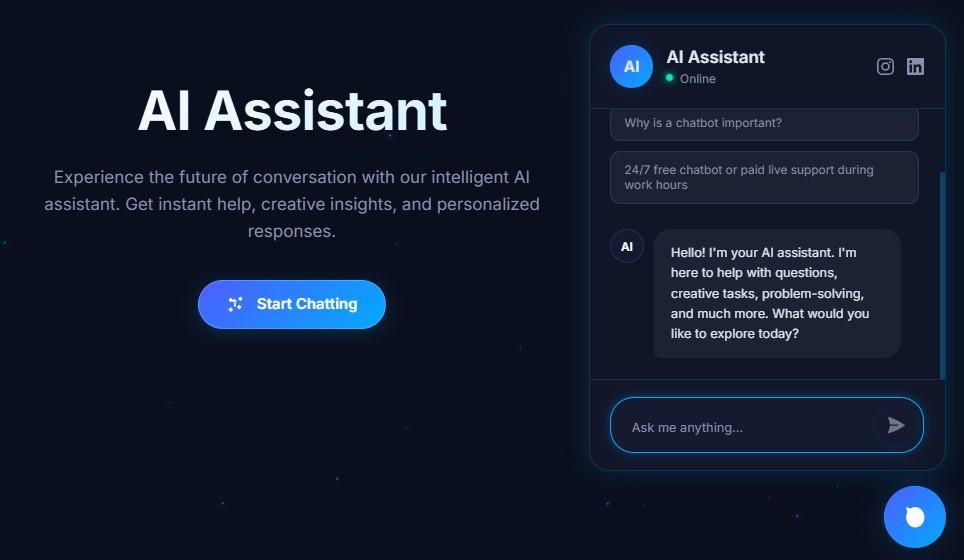 AI Assistant
Experience the future of conversation with our intelligent AI
assistant. Get instant help, creative insights, and personalized
responses.
Start Chatting
AI
AI Assistant
Online
Why is a chatbot important?
24/7 free chatbot or paid live support during
work hours
AI
Hello! I'm your AI assistant. I'm
here to help with questions,
creative tasks, problem-solving,
and much more. What would you
like to explore today?
Ask me anything...